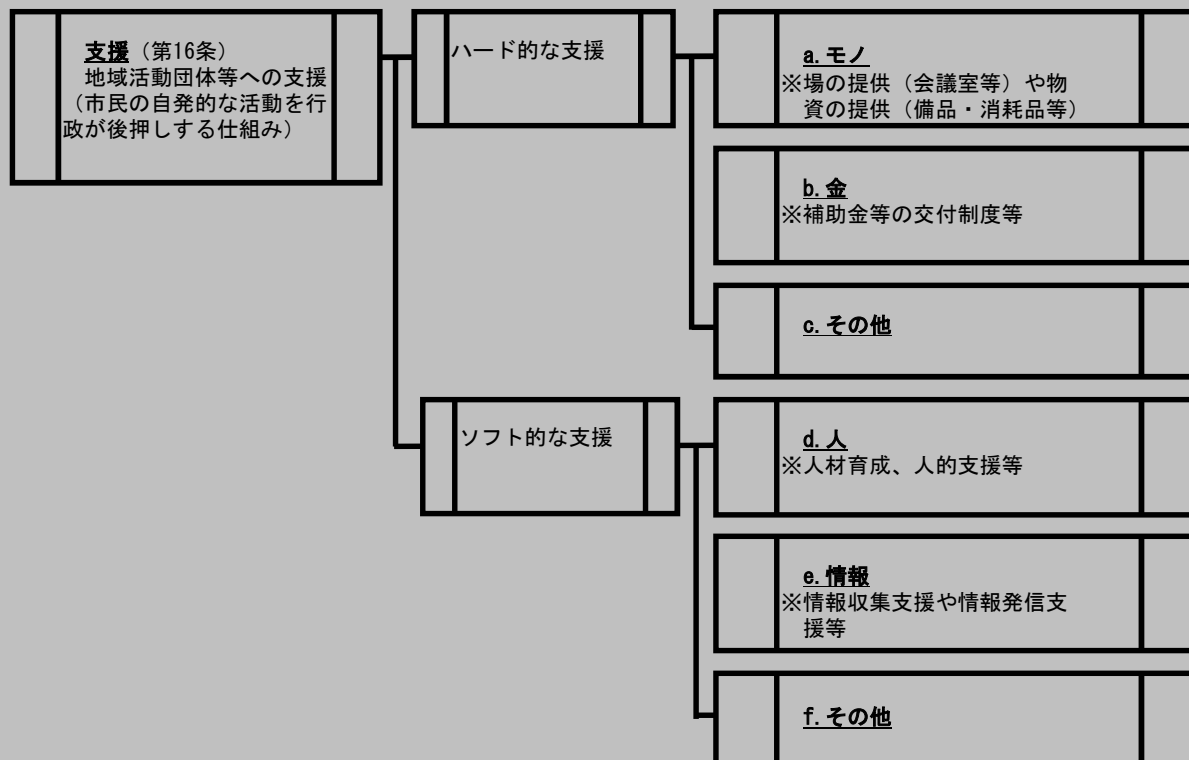 支援（第16条）
地域活動団体等への支援
（市民の自発的な活動を行
政が後押しする仕組み）
ハード的な支援
a.モノ
※場の提供（会議室等）や物
資の提供（備品・消耗品等）
b.金
※補助金等の交付制度等
c.その他
ソフト的な支援
d.人
※人材育成、人的支援等
e.情報
※情報収集支援や情報発信支
援等
f.その他